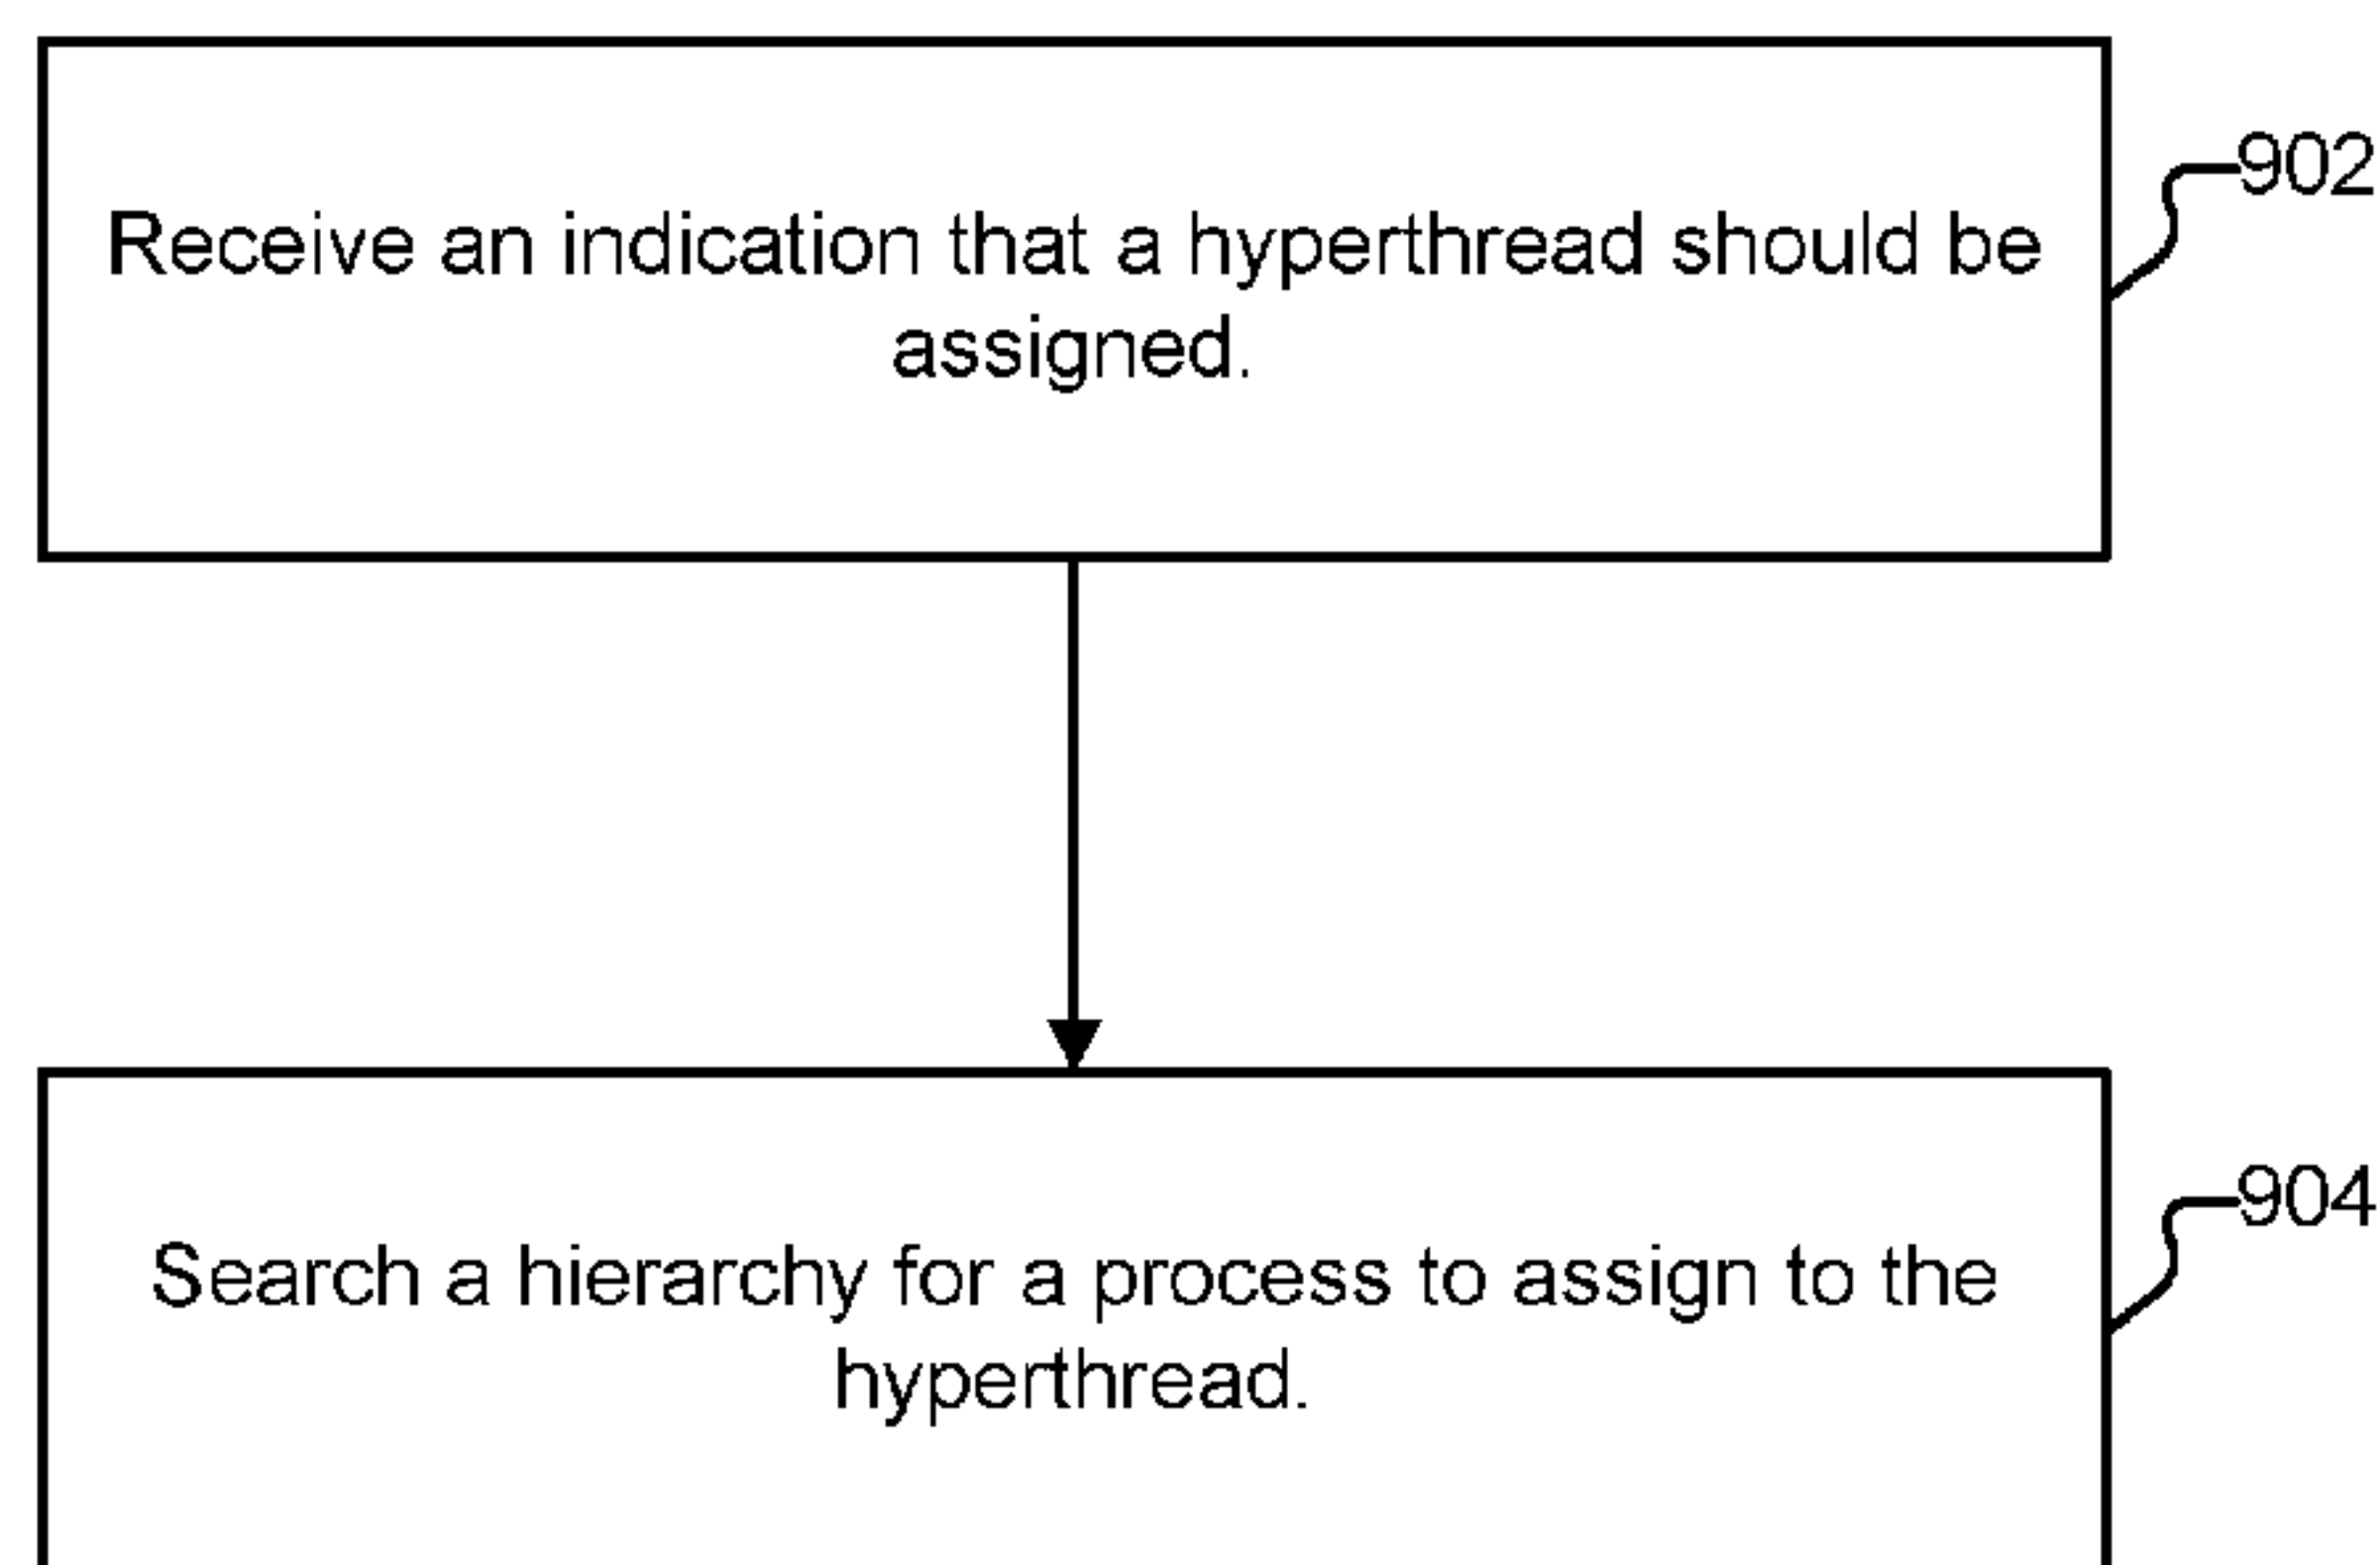 902
Receive an indication that a hyperthread should be
assigned.
904
Search a hierarchy for a process to assign to the
hyperthread.